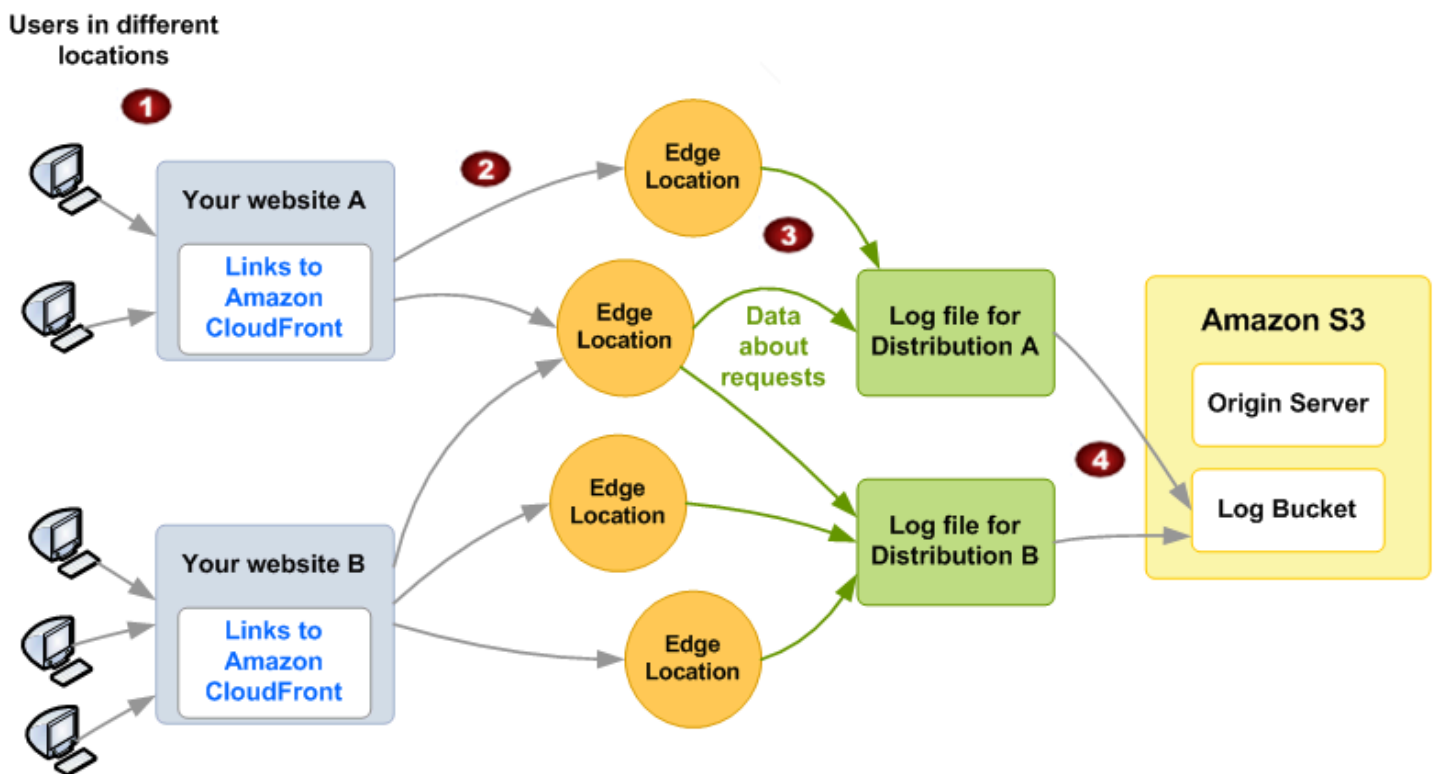 Users in different
locations
1
2
Edge
Location
Your website A
Links to
Amazon
CloudFront
3
Edge
Location
Data
about
requests
Log file for
Distribution A
Amazon S3
Origin Server
Log Bucket
4
Edge
Location
Log file for
Distribution B
Your website B
Links to
Amazon
CloudFront
Edge
Location